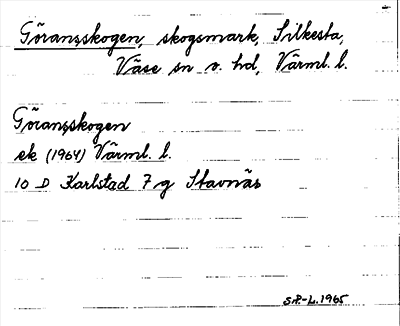 Göransskogen, skogsmark, Silkesta,
Väse sn o. hd, Värml. l.
Göransskogen
ek (1964) Värml. l.
10 D Karlstad 7 g Stavnäs
S.P.-L. 1965